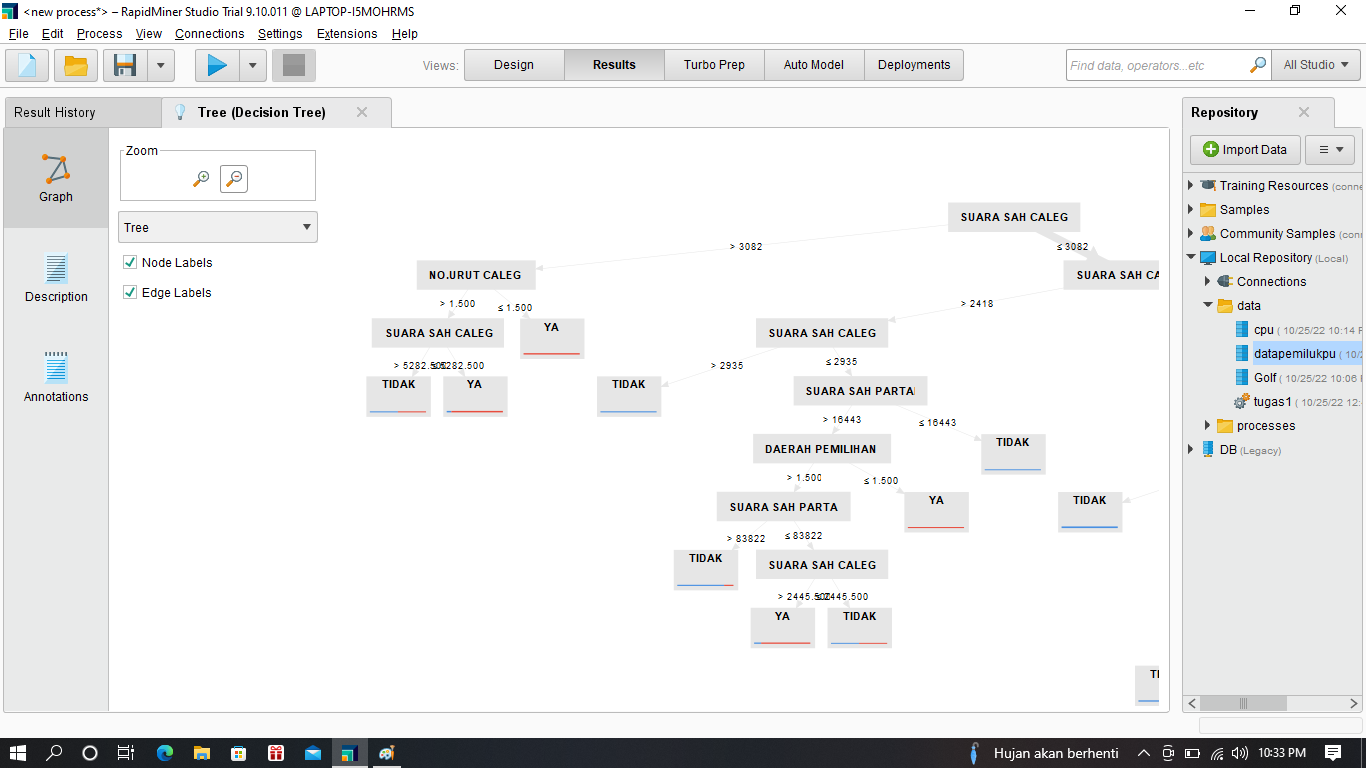 <new process*> – RapidMiner Studio Trial 9.10.011 @ LAPTOP-I5MOHRMS
File Edit Process View Connections Settings Extensions Help
Views: Design Results Turbo Prep Auto Model Deployments
Find data, operators...etc
All Studio
Result History
Tree (Decision Tree)
Repository
Graph
Description
Annotations
Zoom
Tree
Node Labels
Edge Labels
SUARA SAH CALEG
> 3082
≤ 3082
NO.URUT CALEG
SUARA SAH CA
> 1.500
≤ 1.500
> 2418
SUARA SAH CALEG
YA
SUARA SAH CALEG
> 5282.500
≤ 5282.500
> 2935
≤ 2935
TIDAK
YA
TIDAK
SUARA SAH PARTAI
> 16443
≤ 16443
DAERAH PEMILIHAN
TIDAK
> 1.500
≤ 1.500
SUARA SAH PARTA
YA
TIDAK
> 83822
≤ 83822
TIDAK
SUARA SAH CALEG
> 2445.500
≤ 2445.500
YA
TIDAK
TI
Import Data
Training Resources (conne
Samples
Community Samples (con
Local Repository (Local)
Connections
data
cpu ( 10/25/22 10:14 P
datapemilukpu ( 10/2
Golf ( 10/25/22 10:06 
tugas1 ( 10/25/22 12:
processes
DB (Legacy)
Hujan akan berhenti
10:33 PM